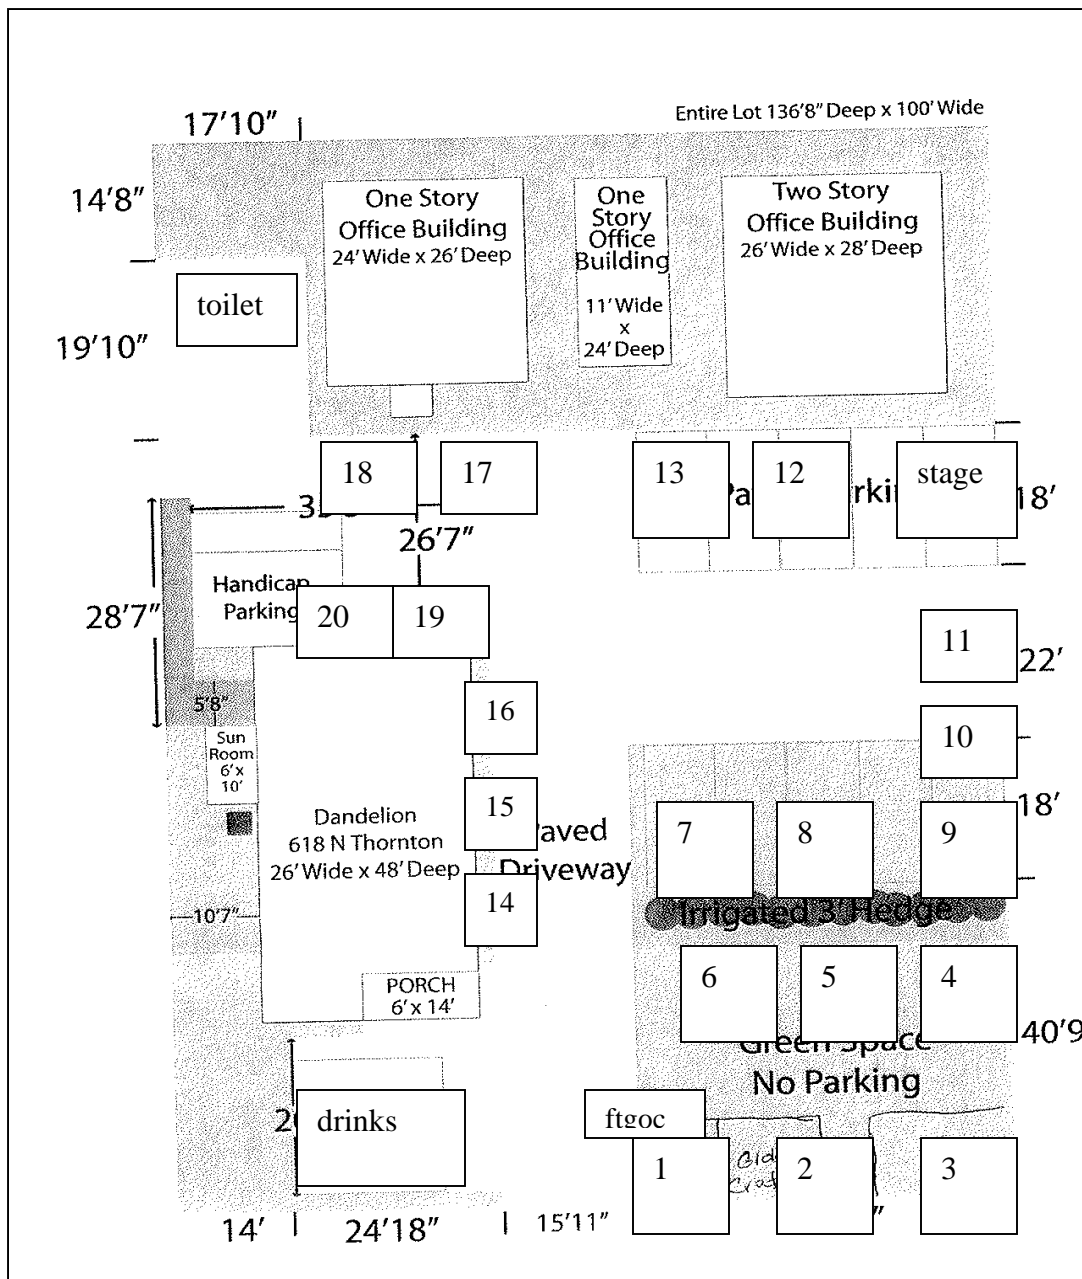 Entire Lot 136'8" Deep x 100' Wide
17'10"
14'8"
One Story
Office Building
24' Wide x 26' Deep
One
Story
Office
Building
11' Wide
x
24' Deep
Two Story
Office Building
26' Wide x 28' Deep
toilet
19'10"
18
17
13
12
stage
18'
26'7"
Handicap
Parking
28'7"
20
19
11
22'
5'8"
16
10
Sun
Room
6' x
10'
15
7
8
9
18'
Dandelion
618 N Thornton
26' Wide x 48' Deep
Paved
Driveway
14
10'7"
Irrigated 3' Hedge
6
5
4
PORCH
6' x 14'
40'9
Green Space
No Parking
drinks
ftgoc
1
2
3
14'
24'18"
15'11"